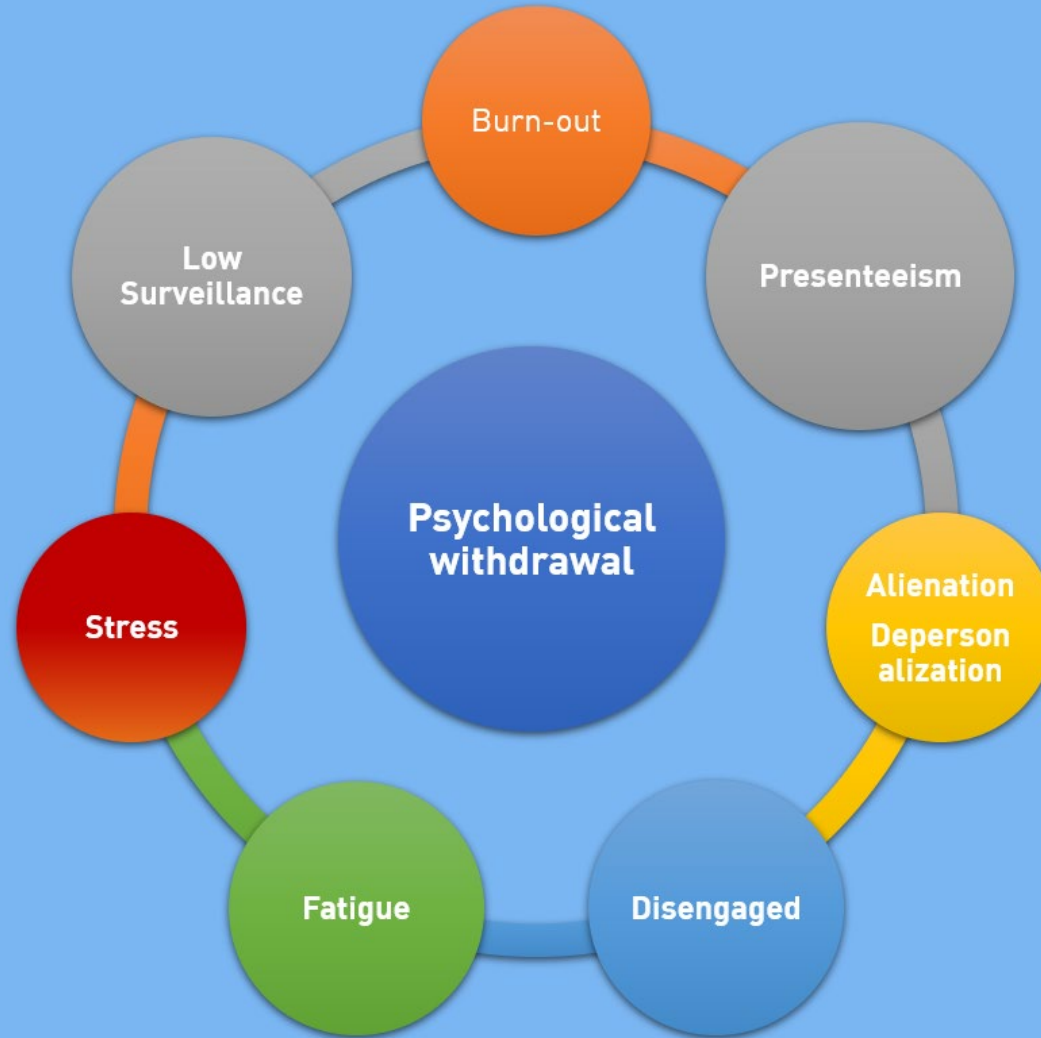 Burn-out
Presenteeism
Alienation
Deperson
alization
Disengaged
Fatigue
Stress
Low
Surveillance
Psychological
withdrawal